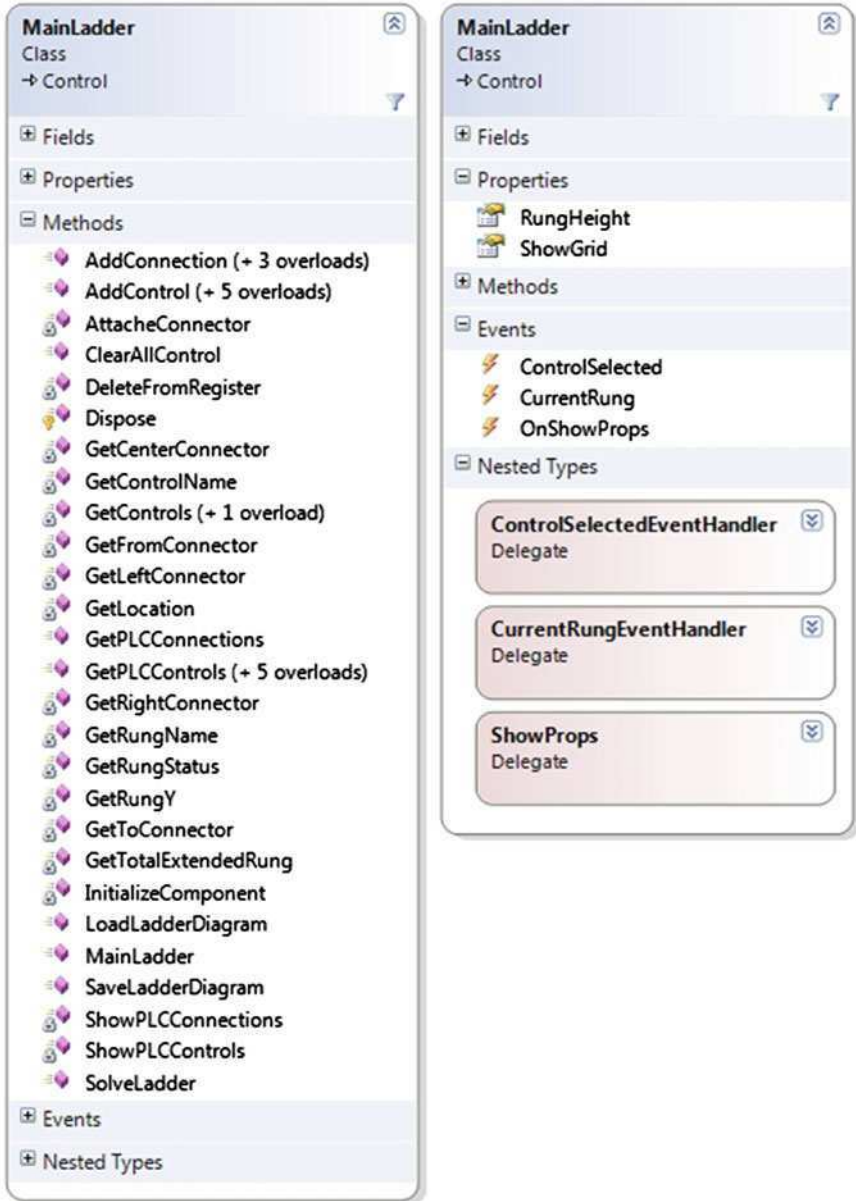 MainLadder
Class
Control
Fields
Properties
Methods
AddConnection (+ 3 overloads)
AddControl (+ 5 overloads)
AttacheConnector
ClearAllControl
DeleteFromRegister
Dispose
GetCenterConnector
GetControlName
GetControls (+ 1 overload)
GetFromConnector
GetLeftConnector
GetLocation
GetPLCConnections
GetPLCControls (+ 5 overloads)
GetRightConnector
GetRungName
GetRungStatus
GetRungY
GetToConnector
GetTotalExtendedRung
InitializeComponent
LoadLadderDiagram
MainLadder
SaveLadderDiagram
ShowPLCConnections
ShowPLCControls
SolveLadder
Events
Nested Types
MainLadder
Class
Control
Fields
Properties
RungHeight
ShowGrid
Methods
Events
ControlSelected
CurrentRung
OnShowProps
Nested Types
ControlSelectedEventHandler
Delegate
CurrentRungEventHandler
Delegate
ShowProps
Delegate